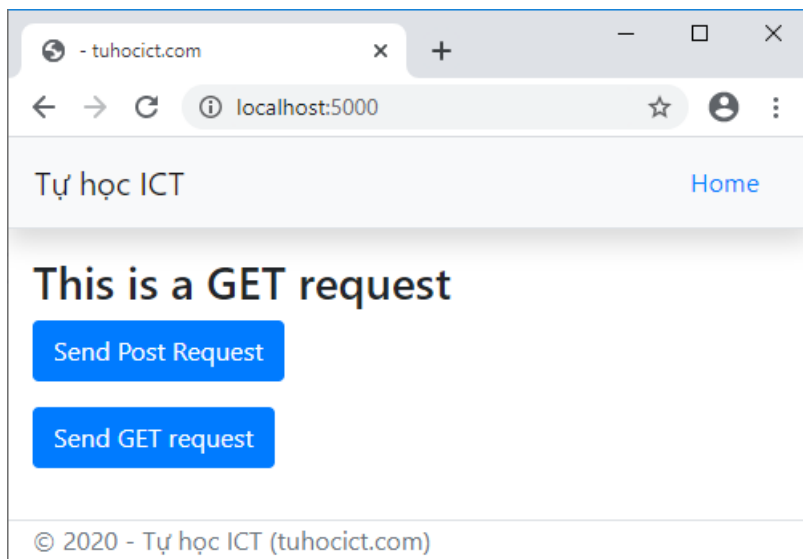 - tuhocict.com
localhost:5000
Tự học ICT Home
This is a GET request
Send Post Request
Send GET request
© 2020 - Tự học ICT (tuhocict.com)